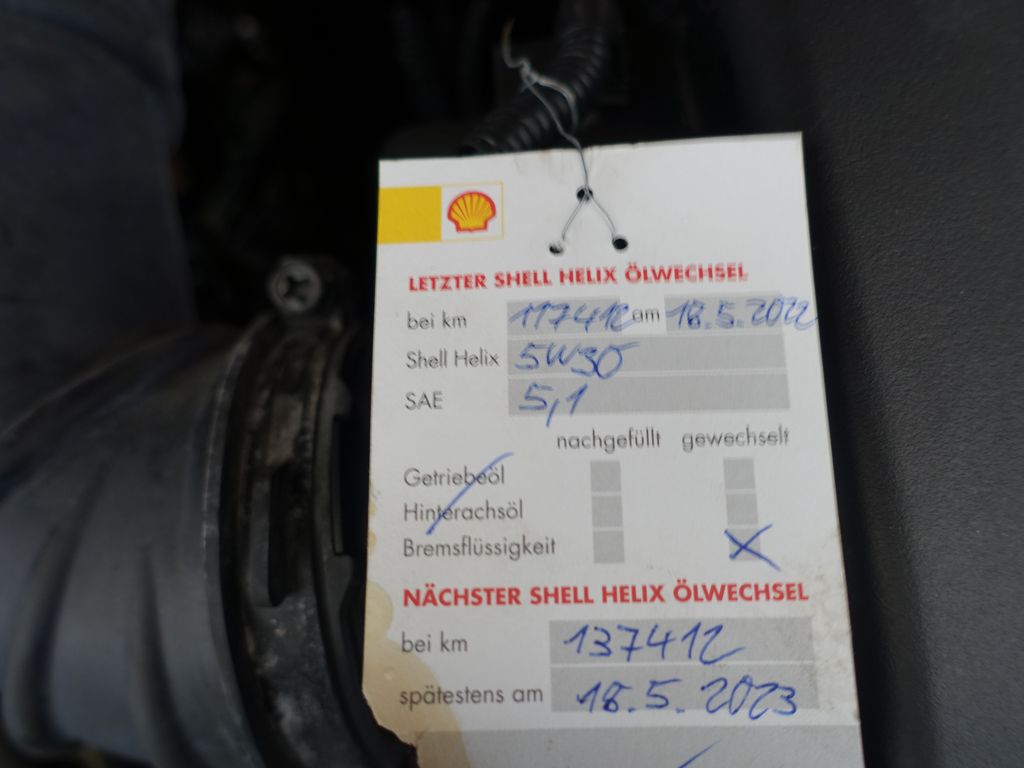 LETZTER SHELL HELIX ÖLWECHSEL
bei km 117412 am 18.5.2022
Shell Helix 5W30
SAE 5,1
nachgefüllt gewechselt
Getriebeöl
Hinterachsöl
Bremsflüssigkeit X
NÄCHSTER SHELL HELIX ÖLWECHSEL
bei km 137412
spätestens am 18.5.2023